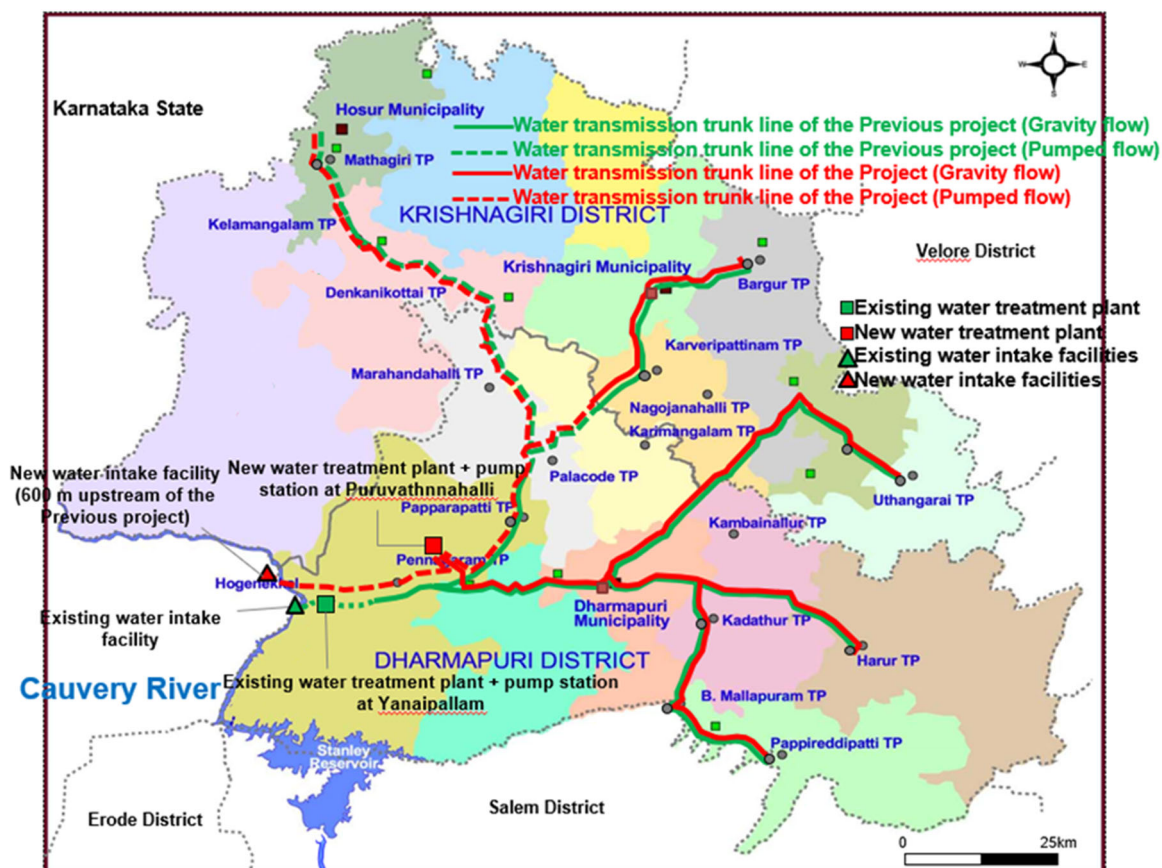 N
W
E
S
Karnataka State
Hosur Municipality
Water transmission trunk line of the Previous project (Gravity flow)
Water transmission trunk line of the Previous project (Pumped flow)
Mathagiri TP
Water transmission trunk line of the Project (Gravity flow)
Water transmission trunk line of the Project (Pumped flow)
Kelamangalam TP
KRISHNAGIRI DISTRICT
Velore District
Krishnagiri Municipality
Denkanikottai TP
Bargur TP
Existing water treatment plant
New water treatment plant
Existing water intake facilities
New water intake facilities
Karveripattinam TP
Marahandahalli TP
Nagojanahalli TP
Karimangalam TP
New water intake facility
(600 m upstream of the
Previous project)
New water treatment plant + pump
station at Puruvathnnahalli
Palacode TP
Uthangarai TP
Papparapatti TP
Kambainallur TP
TP
Existing water intake
facility
Dharmapuri
Municipality
Kadathur TP
Harur TP
DHARMAPURI DISTRICT
Cauvery River
Existing water treatment plant + pump station
at Yanaipallam
B. Mallapuram TP
Pappireddipatti TP
Stanley
Reservoir
Salem District
Erode District
0
25km